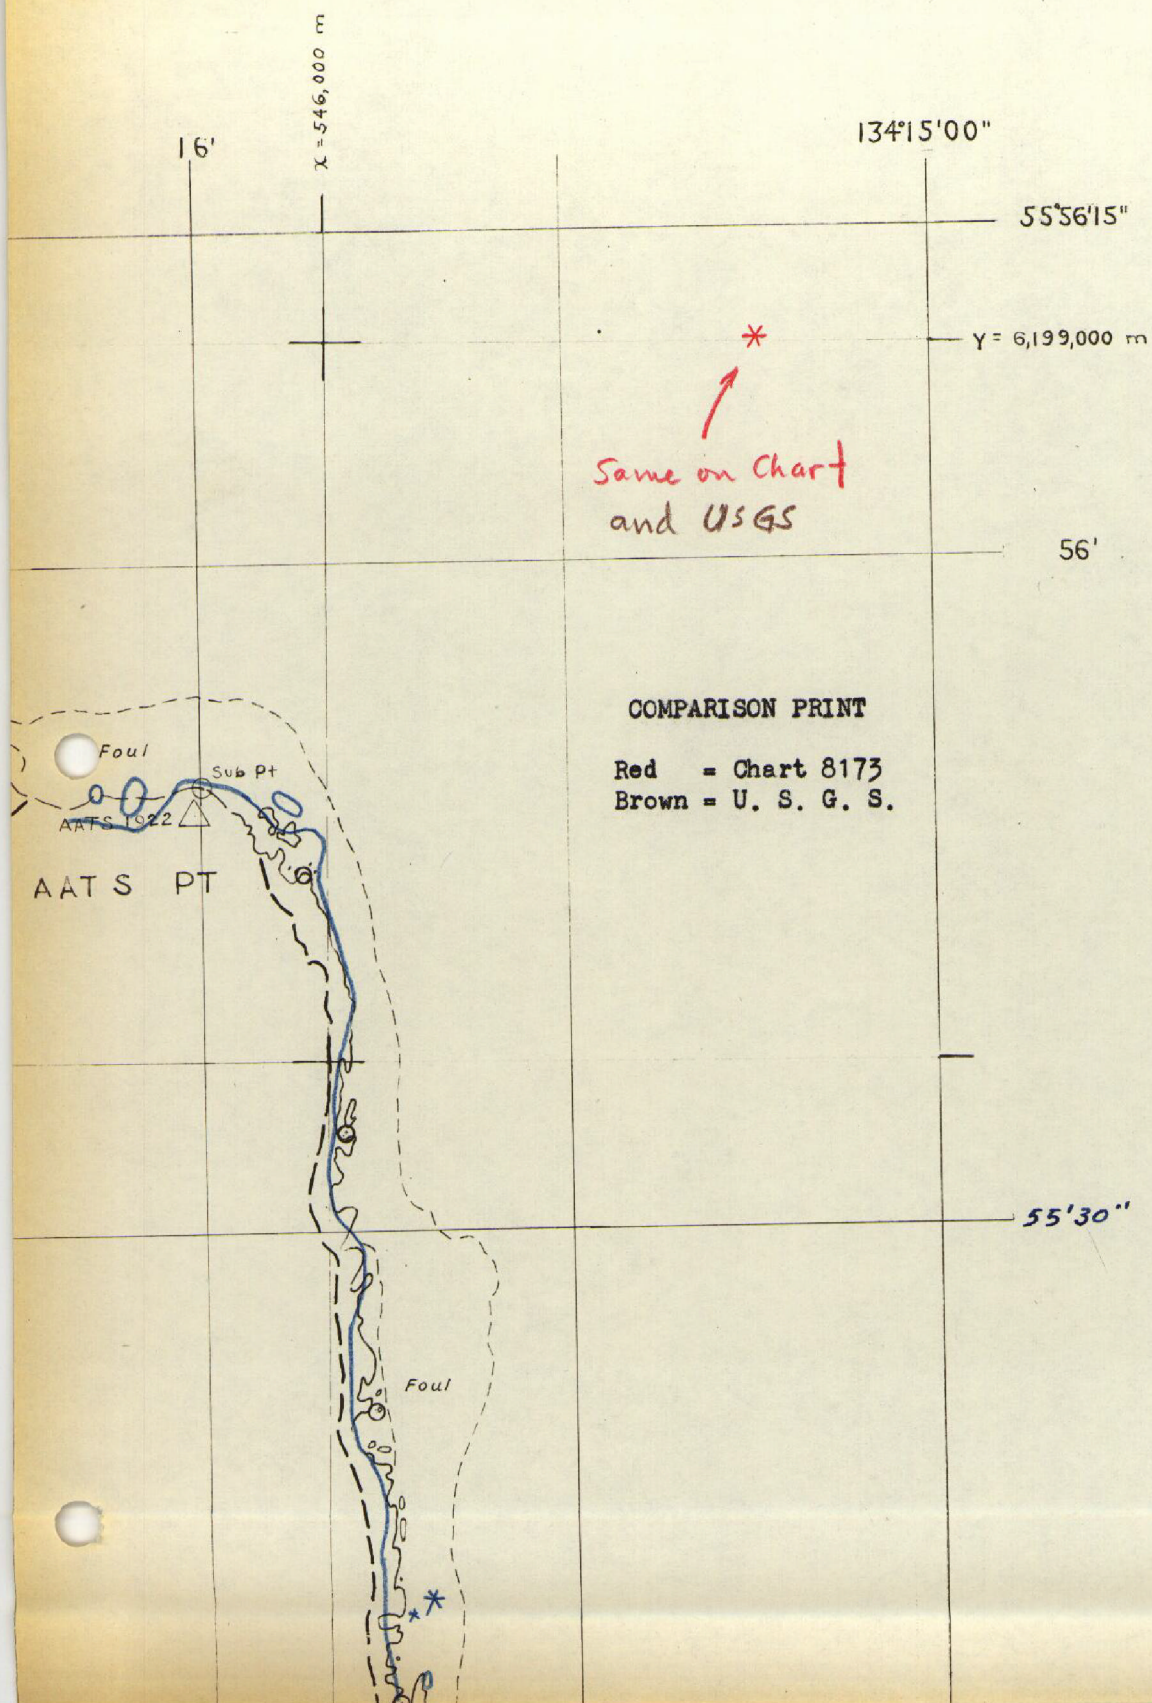 x = 546,000 m
16'
134°15'00"
55°56'15"
Y = 6,199,000 m
Same on Chart
and USGS
56'
COMPARISON PRINT
Red = Chart 8173
Brown = U. S. G. S.
Foul
Sub Pt
AATS 1922
AATS PT
55'30"
Foul